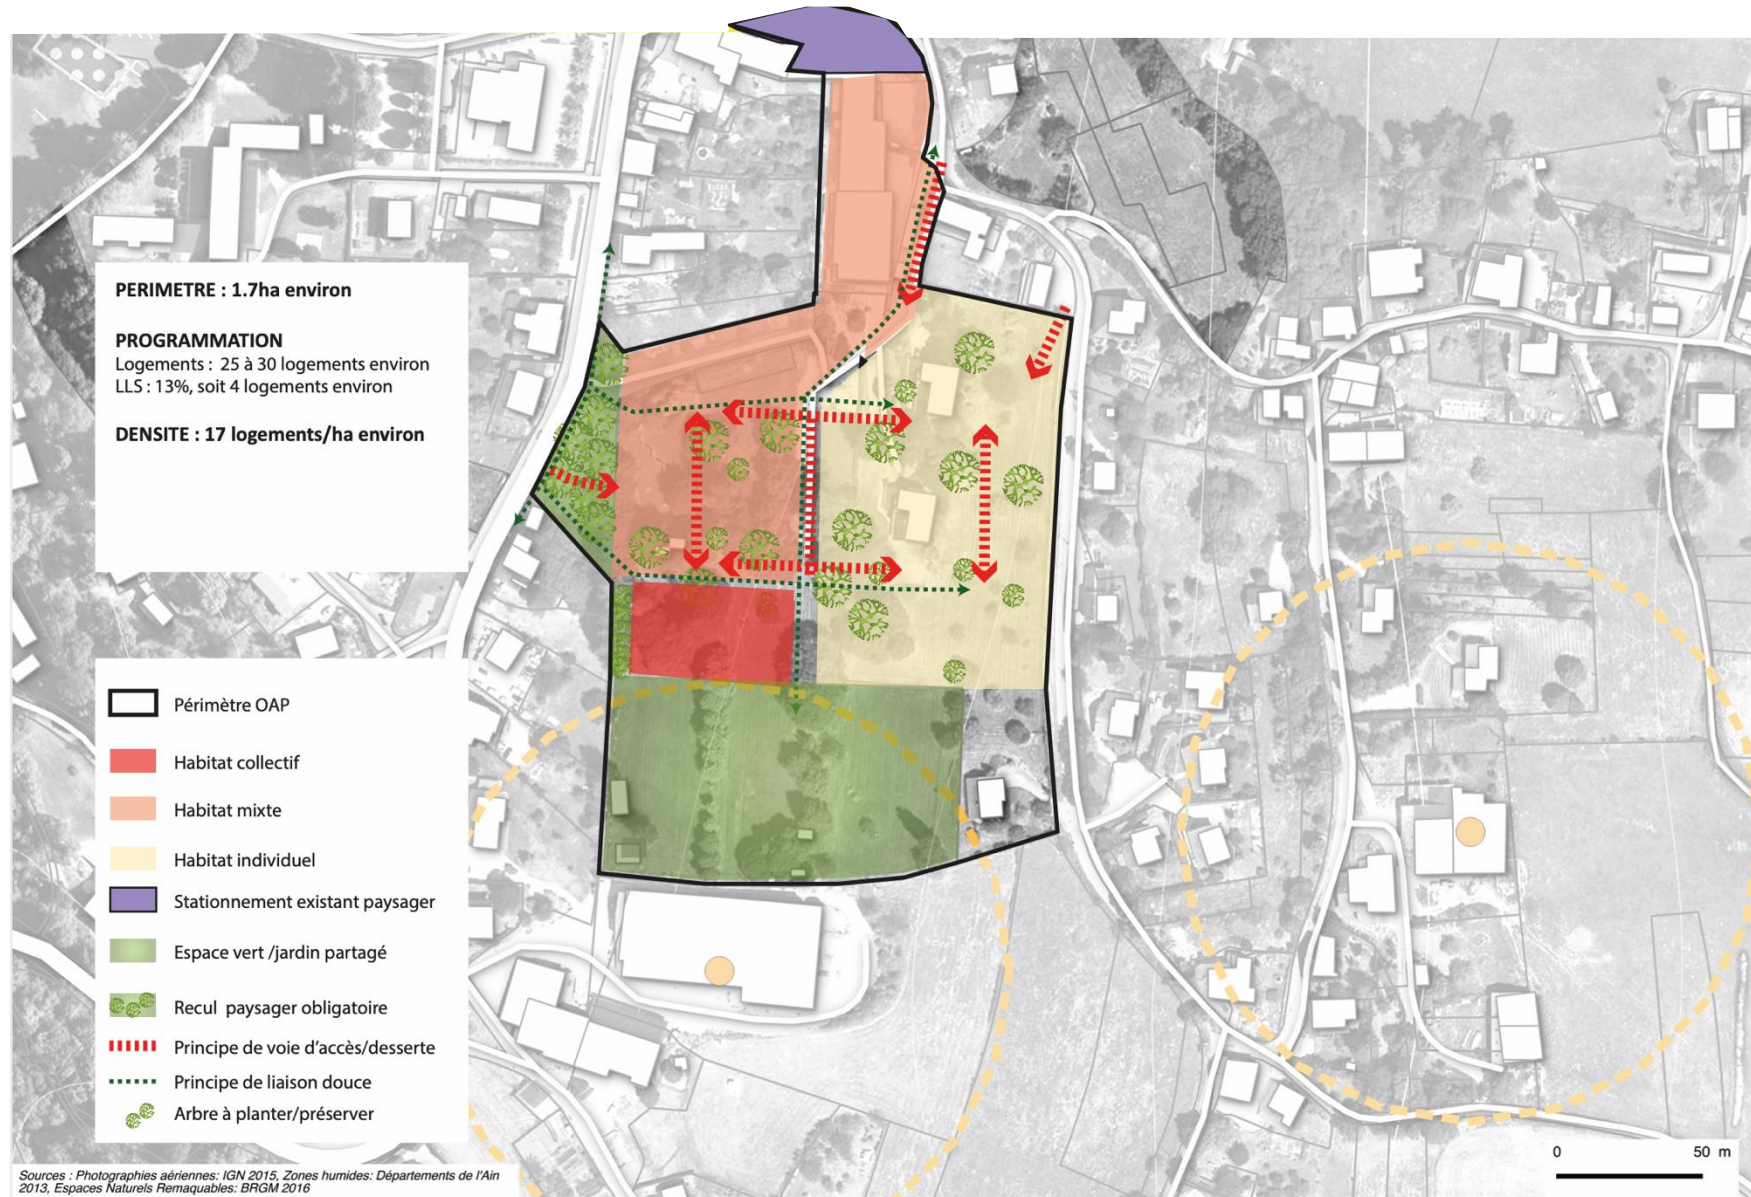 PERIMETRE : 1.7ha environ
PROGRAMMATION
Logements : 25 à 30 logements environ
LLS : 13%, soit 4 logements environ
DENSITE : 17 logements/ha environ
Périmètre OAP
Habitat collectif
Habitat mixte
Habitat individuel
Stationnement existant paysager
Espace vert /jardin partagé
Recul paysager obligatoire
Principe de voie d'accès/desserte
Principe de liaison douce
Arbre à planter/préserver
Sources : Photographies aériennes: IGN 2015, Zones humides: Départements de l'Ain
2013, Espaces Naturels Remaquables: BRGM 2016
0 50 m